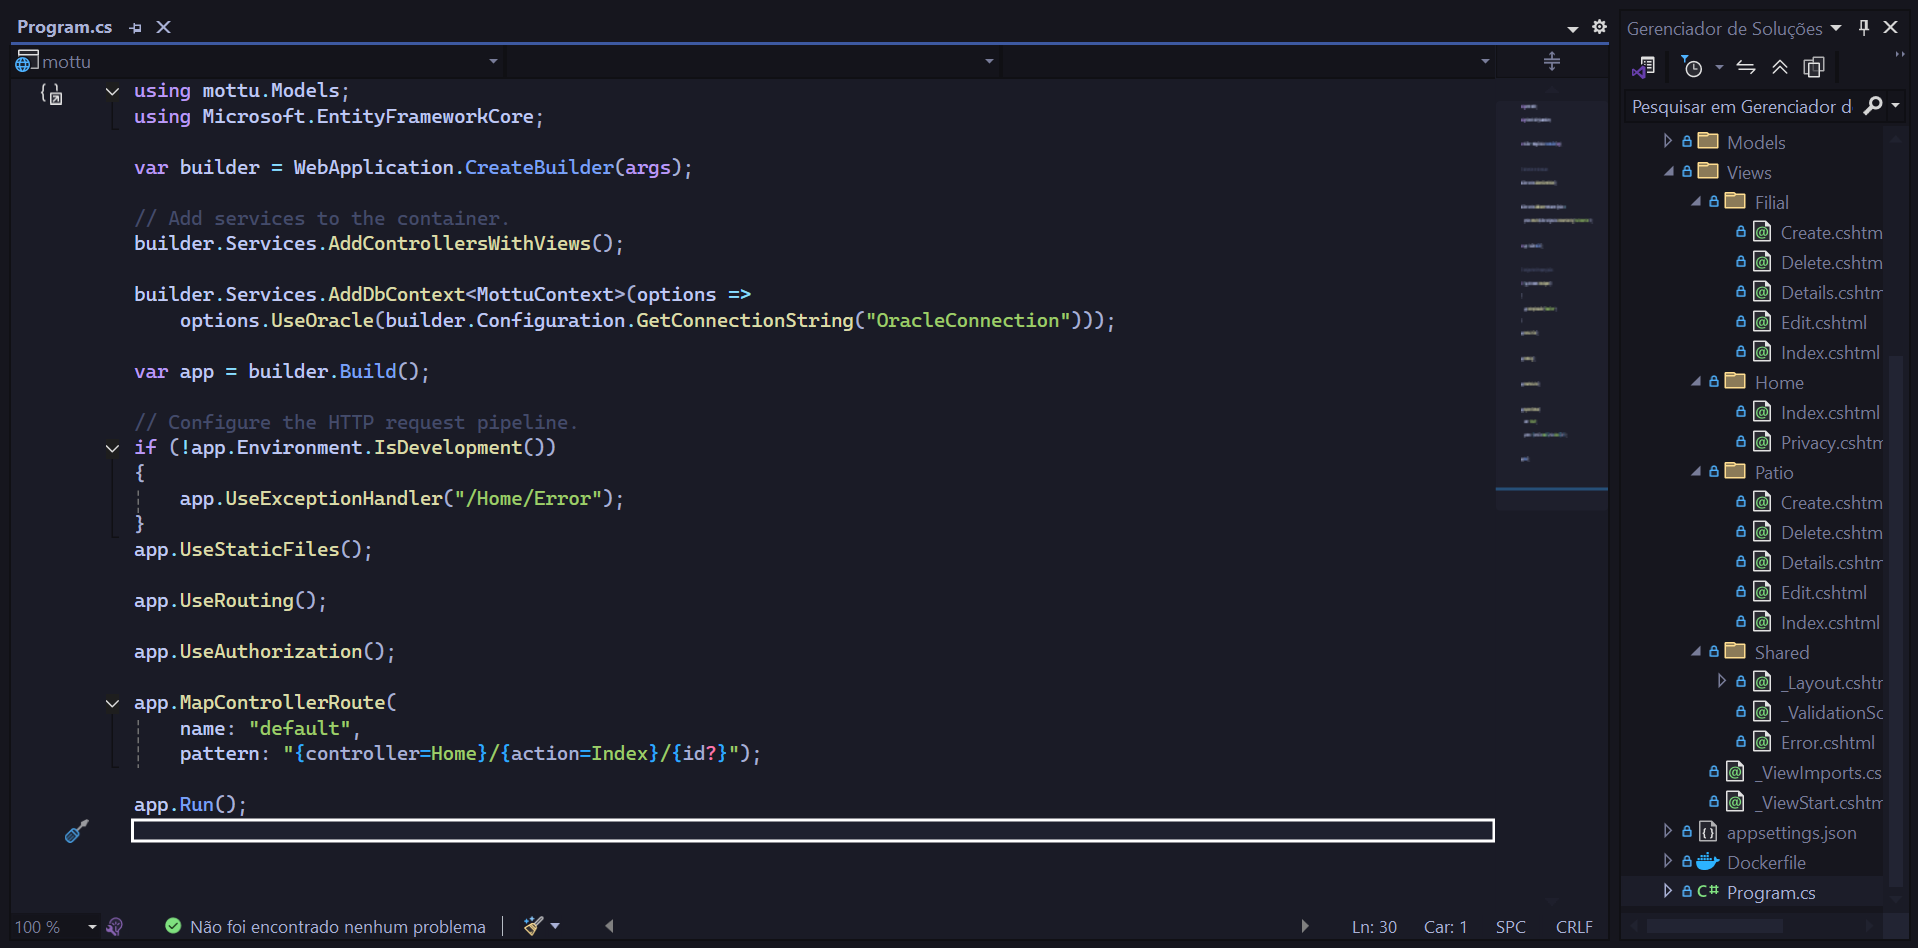 Program.cs
mottu
using mottu.Models;
using Microsoft.EntityFrameworkCore;
var builder = WebApplication.CreateBuilder(args);
// Add services to the container.
builder.Services.AddControllersWithViews();
builder.Services.AddDbContext<MottuContext>(options =>
options.UseOracle(builder.Configuration.GetConnectionString("OracleConnection")));
var app = builder.Build();
// Configure the HTTP request pipeline.
if (!app.Environment.IsDevelopment())
{
app.UseExceptionHandler("/Home/Error");
}
app.UseStaticFiles();
app.UseRouting();
app.UseAuthorization();
app.MapControllerRoute(
name: "default",
pattern: "{controller=Home}/{action=Index}/{id?}");
app.Run();
100 %
Não foi encontrado nenhum problema
Ln: 30 Car: 1 SPC CRLF
Gerenciador de Soluções
Pesquisar em Gerenciador d
Models
Views
Filial
Create.cshtm
Delete.cshtm
Details.cshtm
Edit.cshtml
Index.cshtml
Home
Index.cshtml
Privacy.cshtm
Patio
Create.cshtm
Delete.cshtm
Details.cshtm
Edit.cshtml
Index.cshtml
Shared
_Layout.cshtm
_ValidationSc
Error.cshtml
_ViewImports.cs
_ViewStart.cshtm
appsettings.json
Dockerfile
C# Program.cs